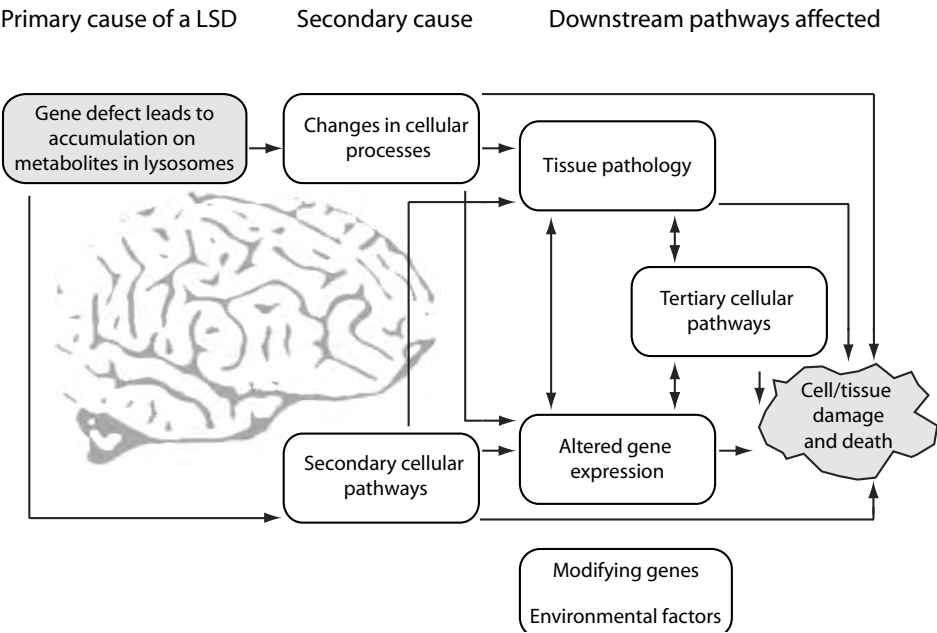 Primary cause of a LSD
Secondary cause
Downstream pathways affected
Gene defect leads to
accumulation on
metabolites in lysosomes
Changes in cellular
processes
Tissue pathology
Tertiary cellular
pathways
Cell/tissue
damage
and death
Secondary cellular
pathways
Altered gene
expression
Modifying genes
Environmental factors